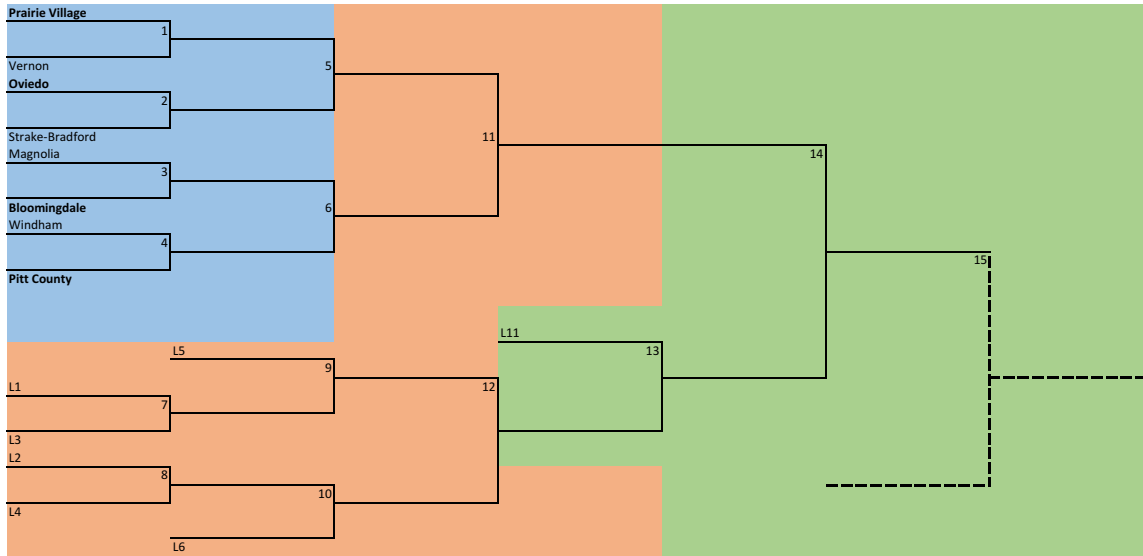 Prairie Village
1
Vernon
5
Oviedo
2
Strake-Bradford
11
Magnolia
14
3
Bloomingdale
6
Windham
4
15
Pitt County
L11
L5
13
9
L1
12
7
L3
L2
8
10
L4
L6